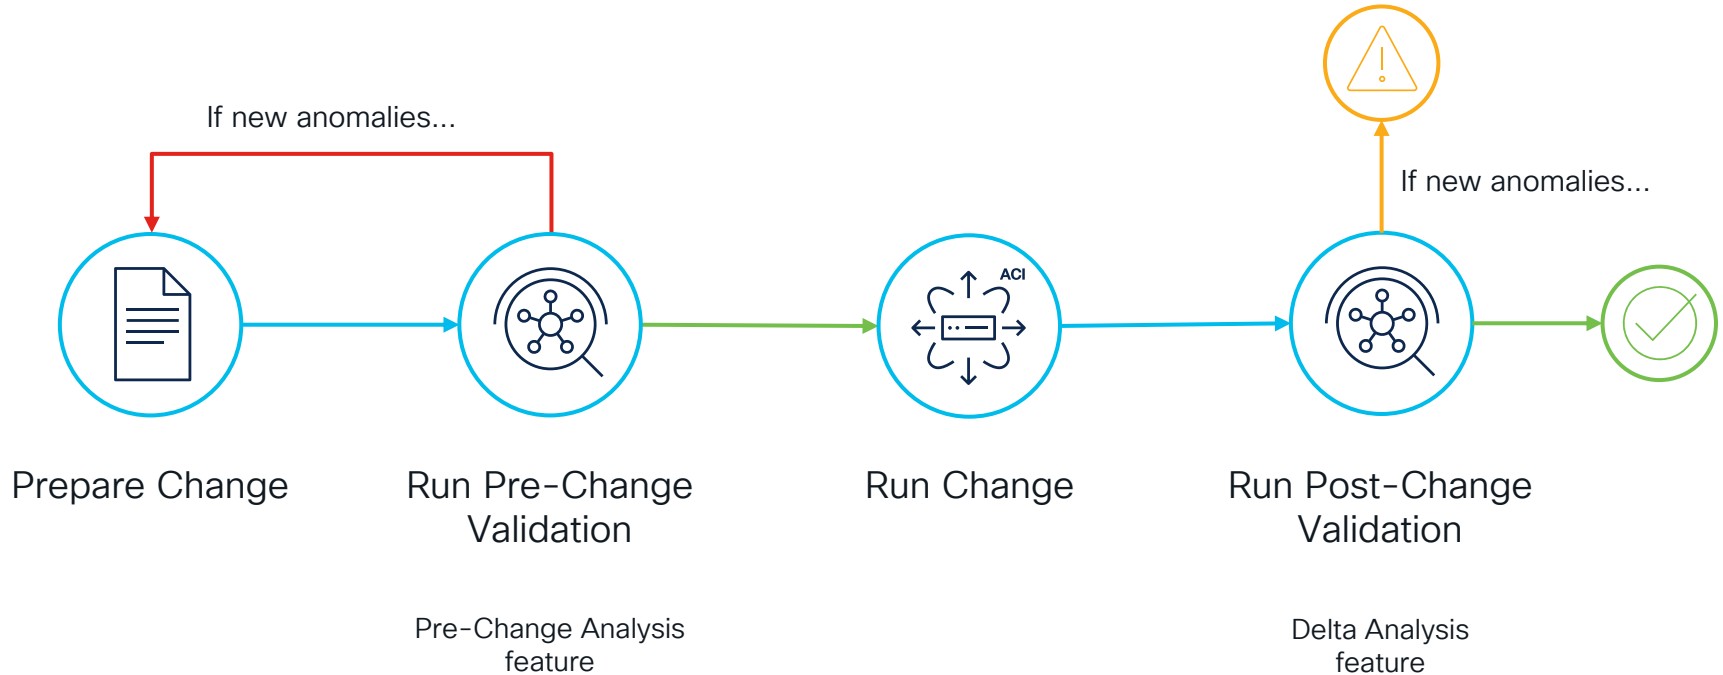 If new anomalies...
If new anomalies...
ACI
Prepare Change
Run Pre-Change
Validation
Run Change
Run Post-Change
Validation
Pre-Change Analysis
feature
Delta Analysis
feature